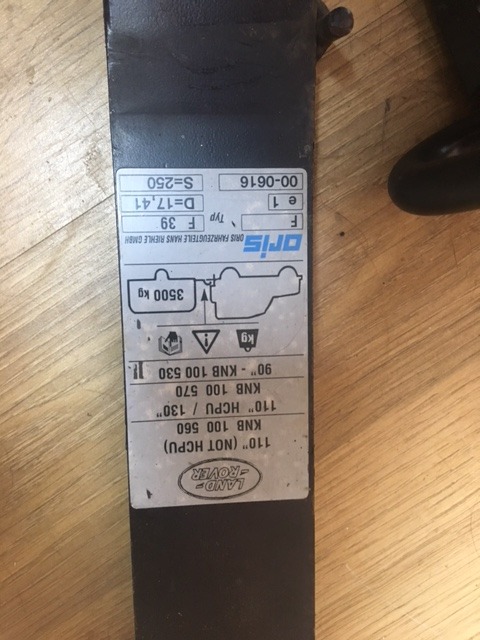 LAND-
-ROVER
110" (NOT HCPU)
KNB 100 560
110" HCPU / 130"
KNB 100 570
90" - KNB 100 530
kg
3500 kg
oris ORIS FAHRZEUGTEILE HANS RIEHLE GMBH
F Typ F 39
e 1 D=17,41
00-0616 S=250